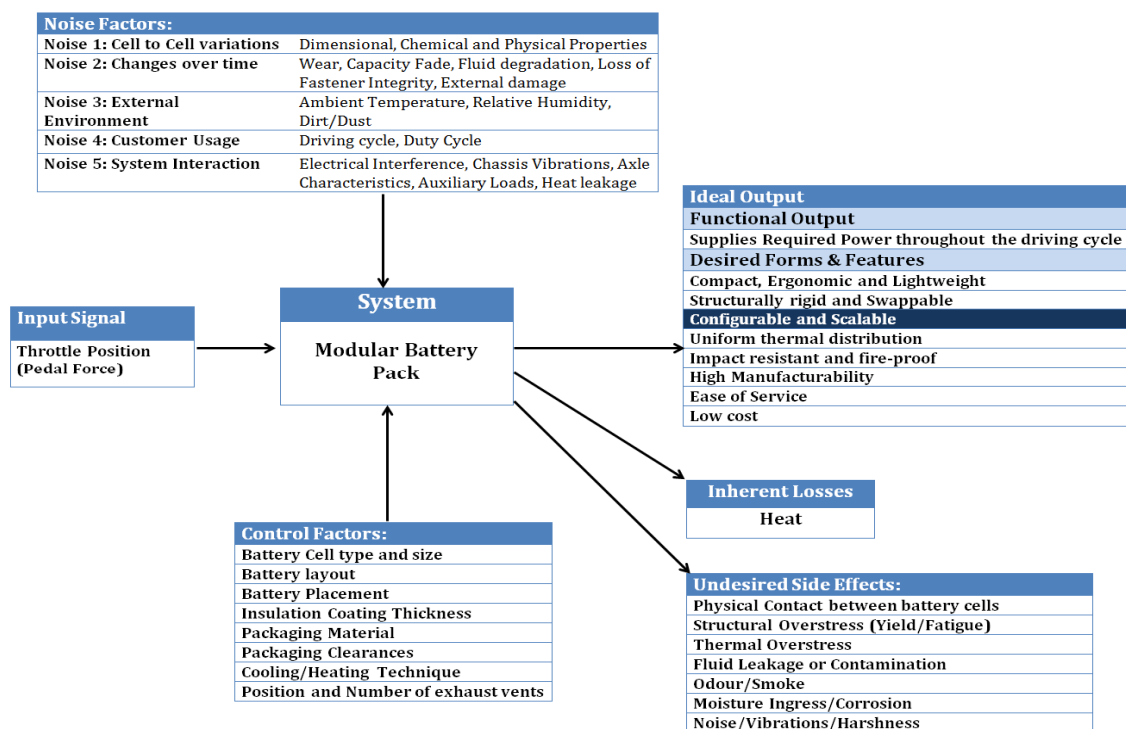 Noise Factors:
Noise 1: Cell to Cell variations Dimensional, Chemical and Physical Properties
Noise 2: Changes over time Wear, Capacity Fade, Fluid degradation, Loss of
Fastener Integrity, External damage
Noise 3: External Ambient Temperature, Relative Humidity,
Environment Dirt/Dust
Noise 4: Customer Usage Driving cycle, Duty Cycle
Noise 5: System Interaction Electrical Interference, Chassis Vibrations, Axle
Characteristics, Auxiliary Loads, Heat leakage
Input Signal
Throttle Position
(Pedal Force)
System
Modular Battery
Pack
Ideal Output
Functional Output
Supplies Required Power throughout the driving cycle
Desired Forms & Features
Compact, Ergonomic and Lightweight
Structurally rigid and Swappable
Configurable and Scalable
Uniform thermal distribution
Impact resistant and fire-proof
High Manufacturability
Ease of Service
Low cost
Inherent Losses
Heat
Control Factors:
Battery Cell type and size
Battery layout
Battery Placement
Insulation Coating Thickness
Packaging Material
Packaging Clearances
Cooling/Heating Technique
Position and Number of exhaust vents
Undesired Side Effects:
Physical Contact between battery cells
Structural Overstress (Yield/Fatigue)
Thermal Overstress
Fluid Leakage or Contamination
Odour/Smoke
Moisture Ingress/Corrosion
Noise/Vibrations/Harshness